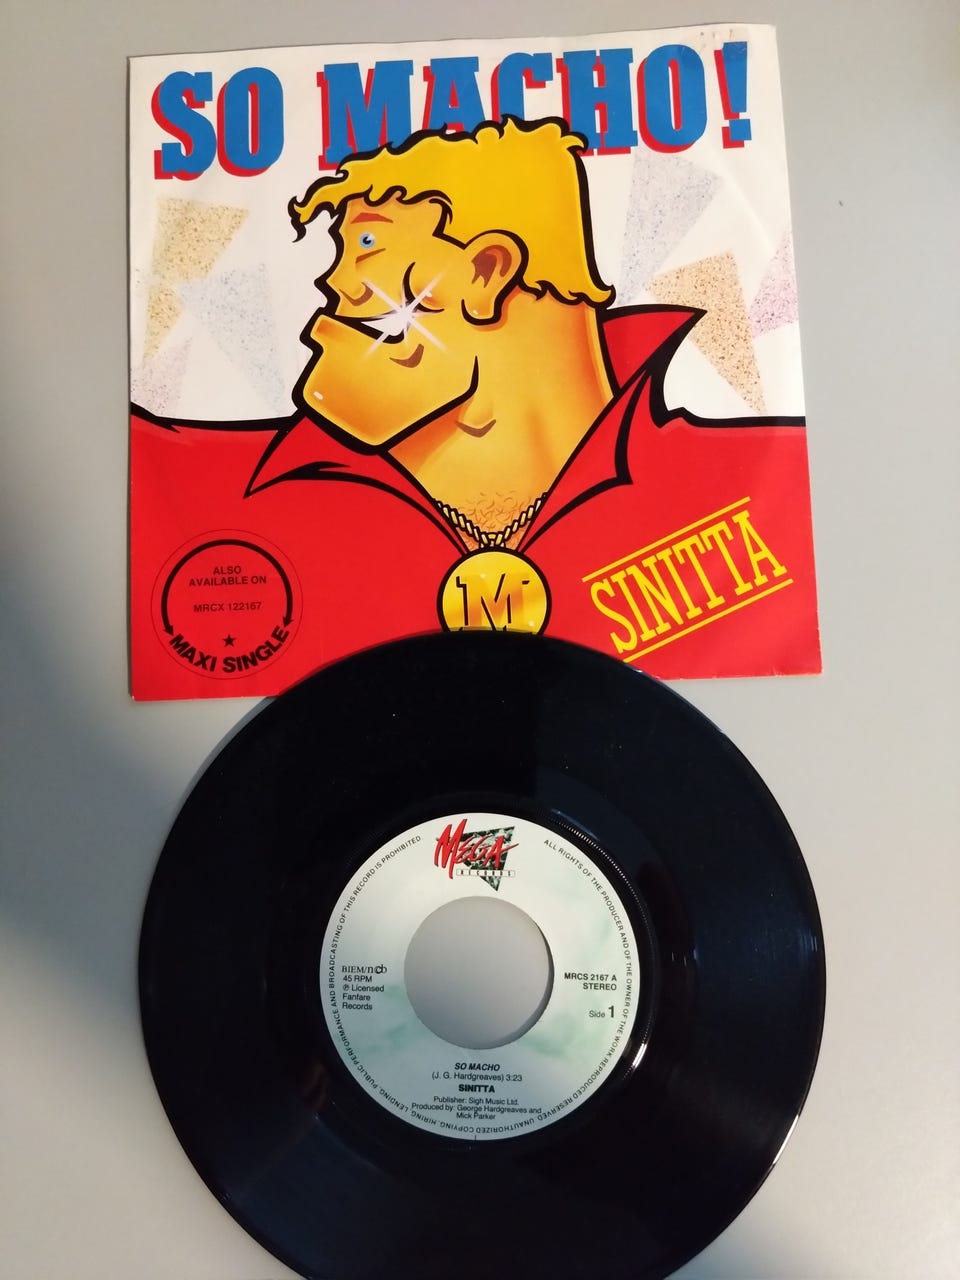 SO MACHO!
SINITTA
ALSO
AVAILABLE ON
MRCX 122167
MAXI SINGLE
M
MEGA
RECORDS
ALL RIGHTS OF THE PRODUCER AND OF THE OWNER OF THE WORK REPRODUCED RESERVED. UNAUTHORIZED COPYING, HIRING, LENDING, PUBLIC PERFORMANCE AND BROADCASTING OF THIS RECORD IS PROHIBITED.
BIEM/ncb
45 RPM
℗ Licensed
Fanfare
Records
MRCS 2167 A
STEREO
Side 1
SO MACHO
(J. G. Hardgreaves) 3:23
SINITTA
Publisher: Sigh Music Ltd.
Produced by: George Hardgreaves and
Mick Parker